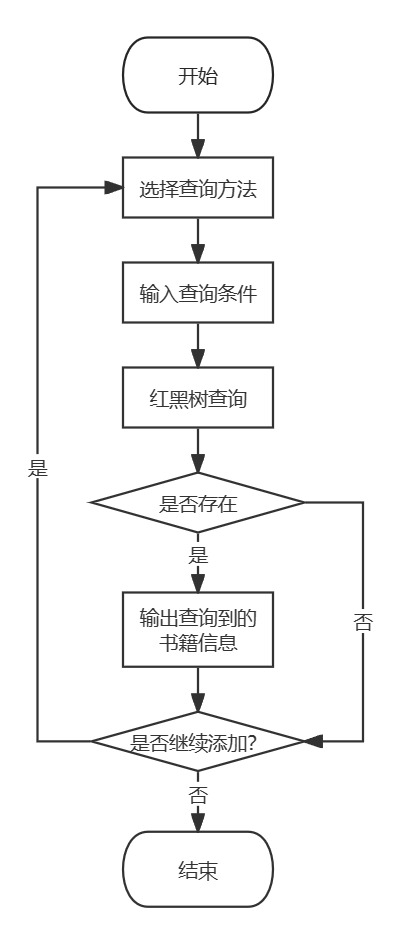 开始
选择查询方法
输入查询条件
红黑树查询
是
是否存在
是
输出查询到的
书籍信息
否
是否继续添加?
否
结束